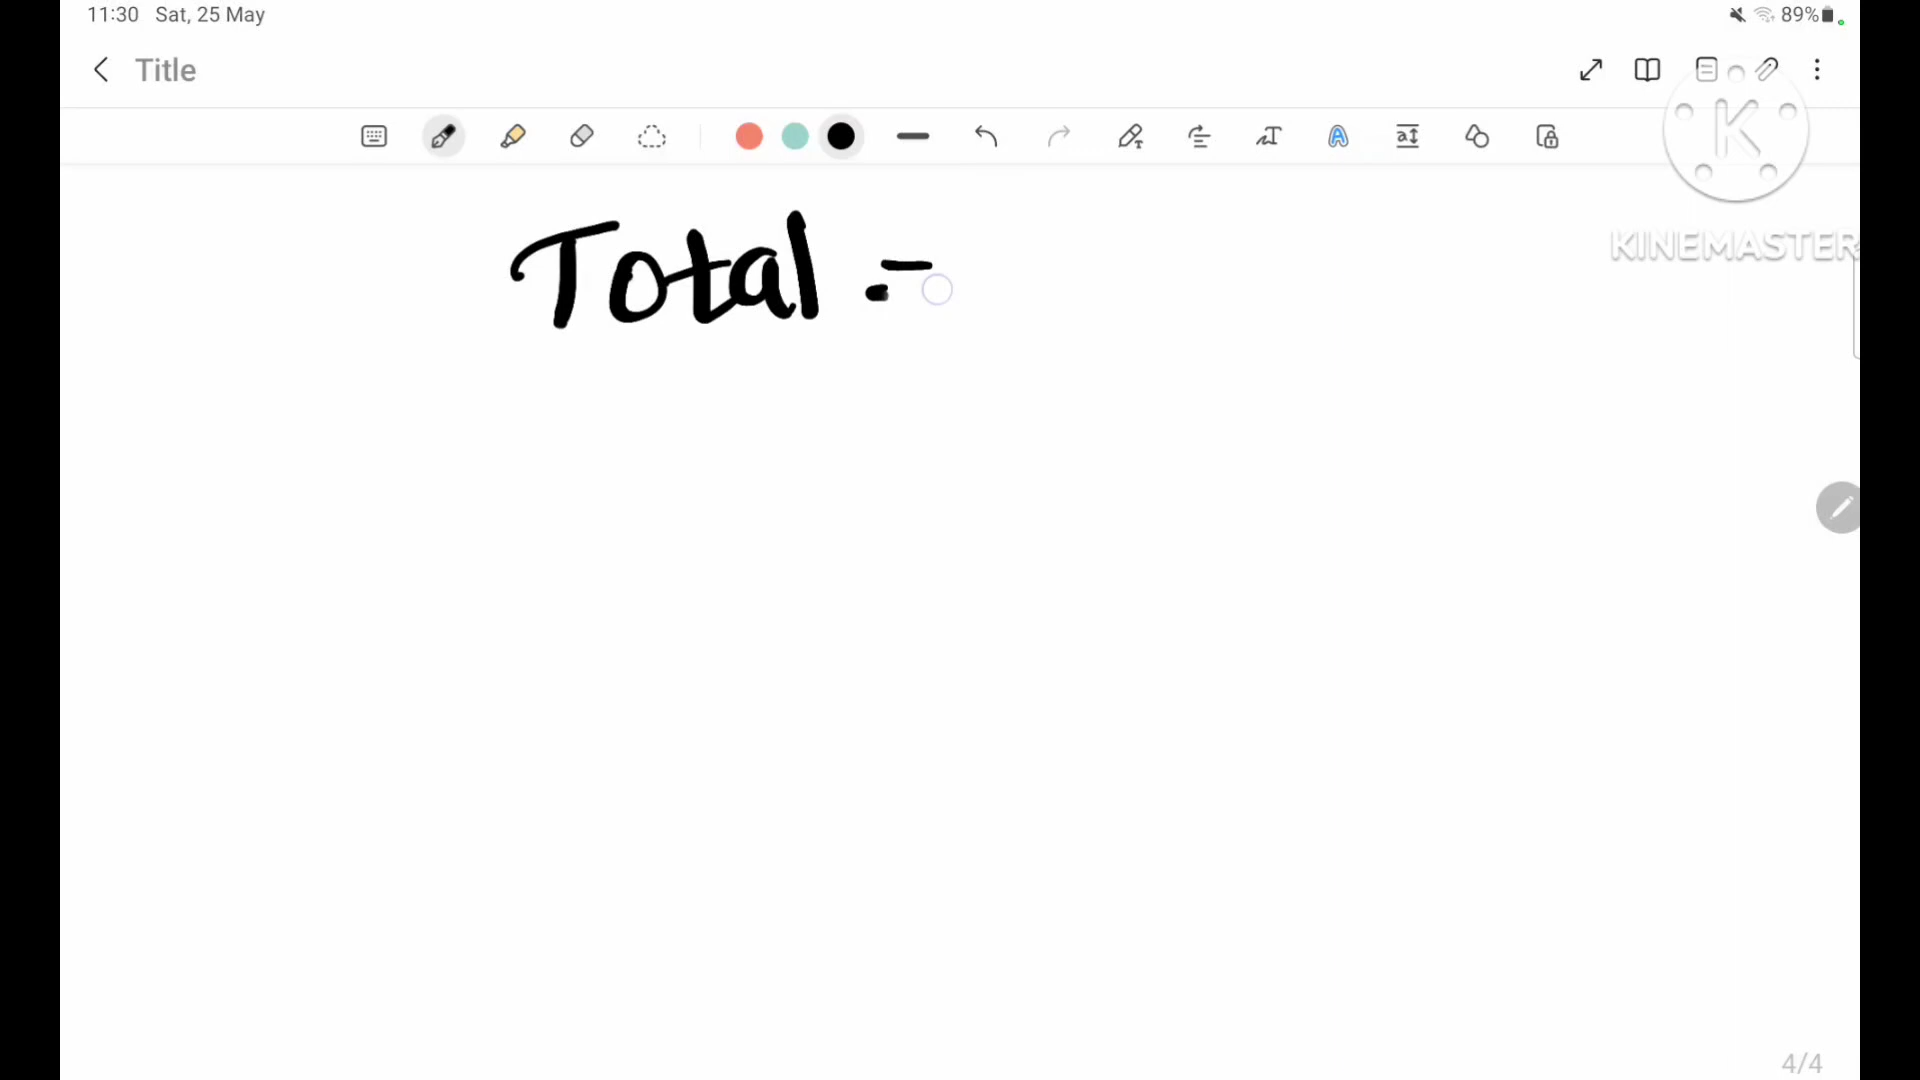 11:30 Sat, 25 May
89%
Title
K
KINEMASTER
Total =
4/4